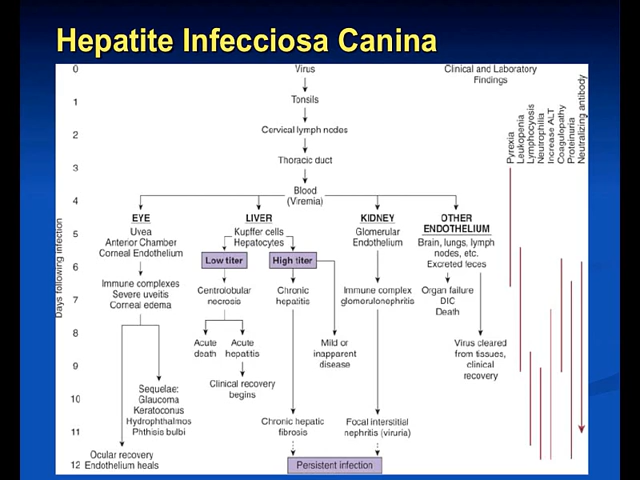 Hepatite Infecciosa Canina
0
1
2
3
4
5
6
7
8
9
10
11
12
Days following infection
Virus
Tonsils
Cervical lymph nodes
Thoracic duct
Blood
(Viremia)
Clinical and Laboratory
Findings
Pyrexia
Leukopenia
Lymphocyosis
Neutrophilia
Increase ALT
Coagulopathy
Proteinuria
Neutralizing antibody
EYE
Uvea
Anterior Chamber
Corneal Endothelium
Immune complexes
Severe uveitis
Corneal edema
Sequelae:
Glaucoma
Keratoconus
Hydrophthalmos
Phthisis bulbi
Ocular recovery
Endothelium heals
LIVER
Kupffer cells
Hepatocytes
Low titer
High titer
Centrolobular
necrosis
Acute
death
Acute
hepatitis
Clinical recovery
begins
Chronic
hepatitis
Mild or
inapparent
disease
Chronic hepatic
fibrosis
KIDNEY
Glomerular
Endothelium
Immune complex
glomorulonophritis
Focal interstitial
nephritis (viruria)
Persistent infection
OTHER
ENDOTHELIUM
Brain, lungs, lymph
nodes, etc.
Excreted feces
Organ failure
DIC
Death
Virus cleared
from tissues,
clinical
recovery